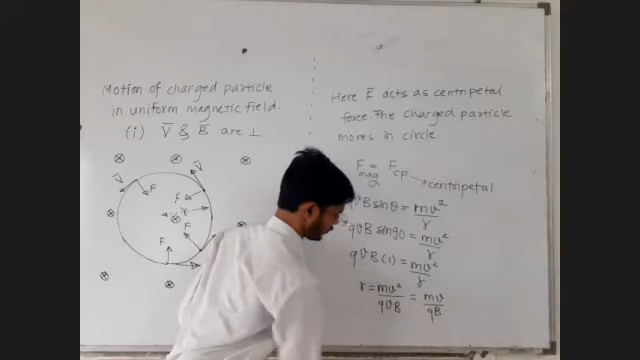 Motion of charged particle
in uniform magnetic field.
(i) V̄ & B̄ are ⊥
V̄
V̄
F
F
r
F
F
Here F̄ acts as centripetal
force The charged particle
moves in circle
F mag = F cp → centripetal
qVB sinθ = mv²/r
qVB sin90 = mv²/r
qVB(1) = mv²/r
r = mv²/qVB = mv/qB